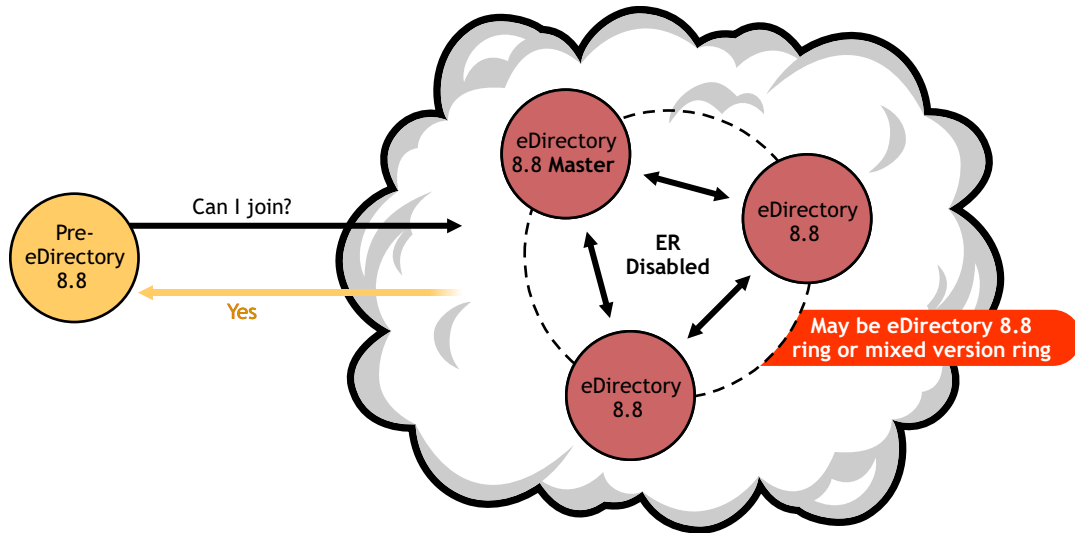 eDirectory
8.8 Master
Can I join?
eDirectory
8.8
Pre-
eDirectory
8.8
ER
Disabled
Yes
May be eDirectory 8.8
ring or mixed version ring
eDirectory
8.8